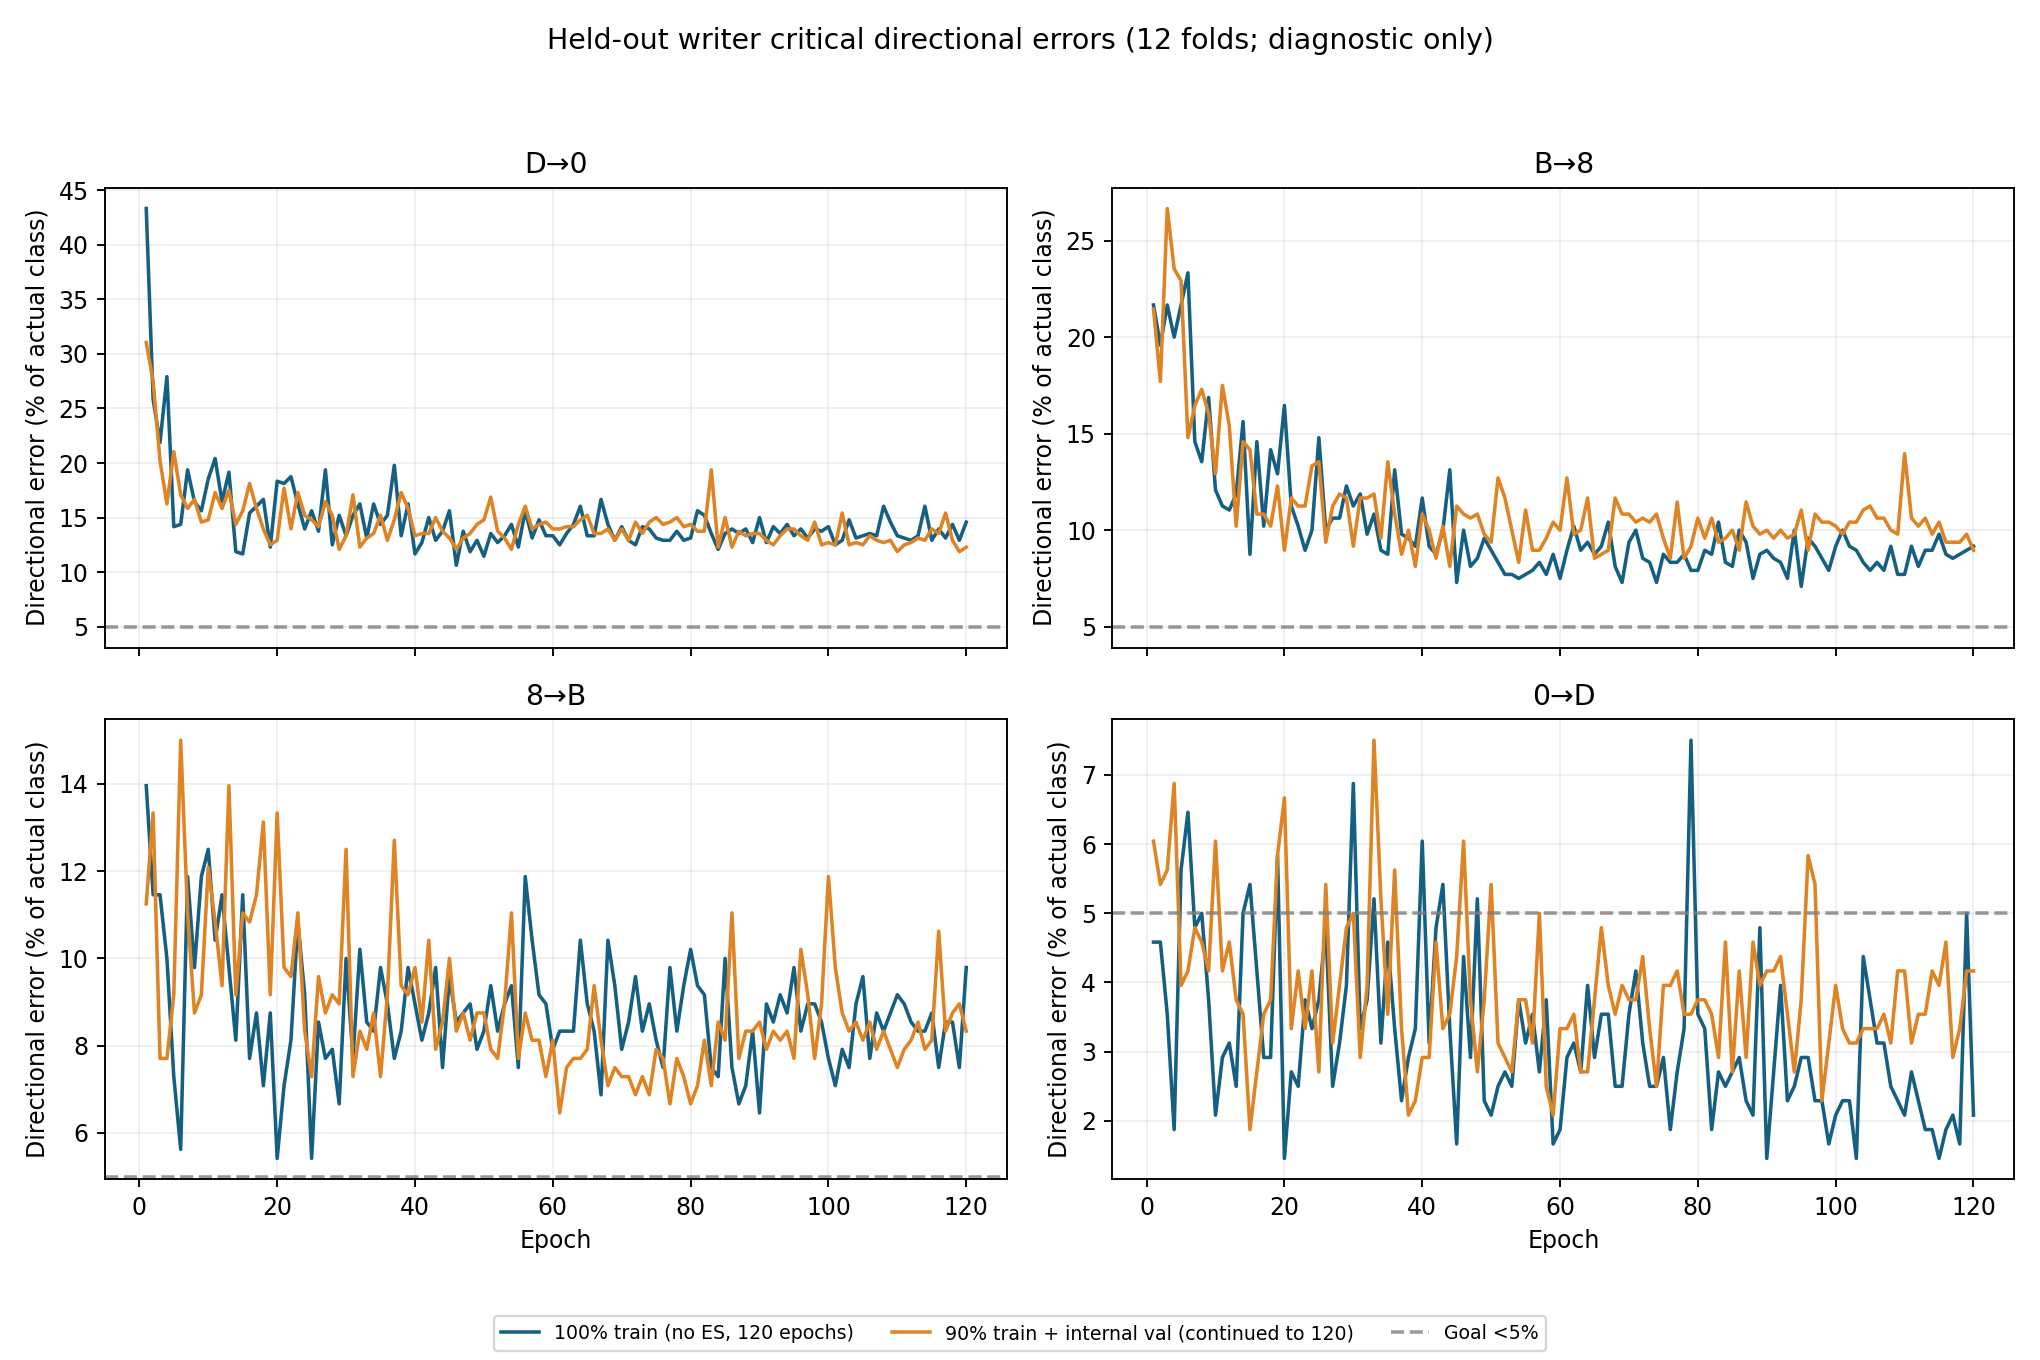 Held-out writer critical directional errors (12 folds; diagnostic only)
D→0
Directional error (% of actual class)
45
40
35
30
25
20
15
10
5
B→8
Directional error (% of actual class)
25
20
15
10
5
8→B
Directional error (% of actual class)
14
12
10
8
6
0 20 40 60 80 100 120
Epoch
0→D
Directional error (% of actual class)
7
6
5
4
3
2
0 20 40 60 80 100 120
Epoch
100% train (no ES, 120 epochs) 90% train + internal val (continued to 120) Goal <5%